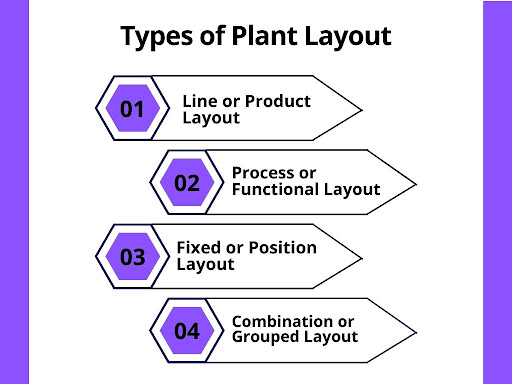 Types of Plant Layout
01
Line or Product
Layout
02
Process or
Functional Layout
03
Fixed or Position
Layout
04
Combination or
Grouped Layout